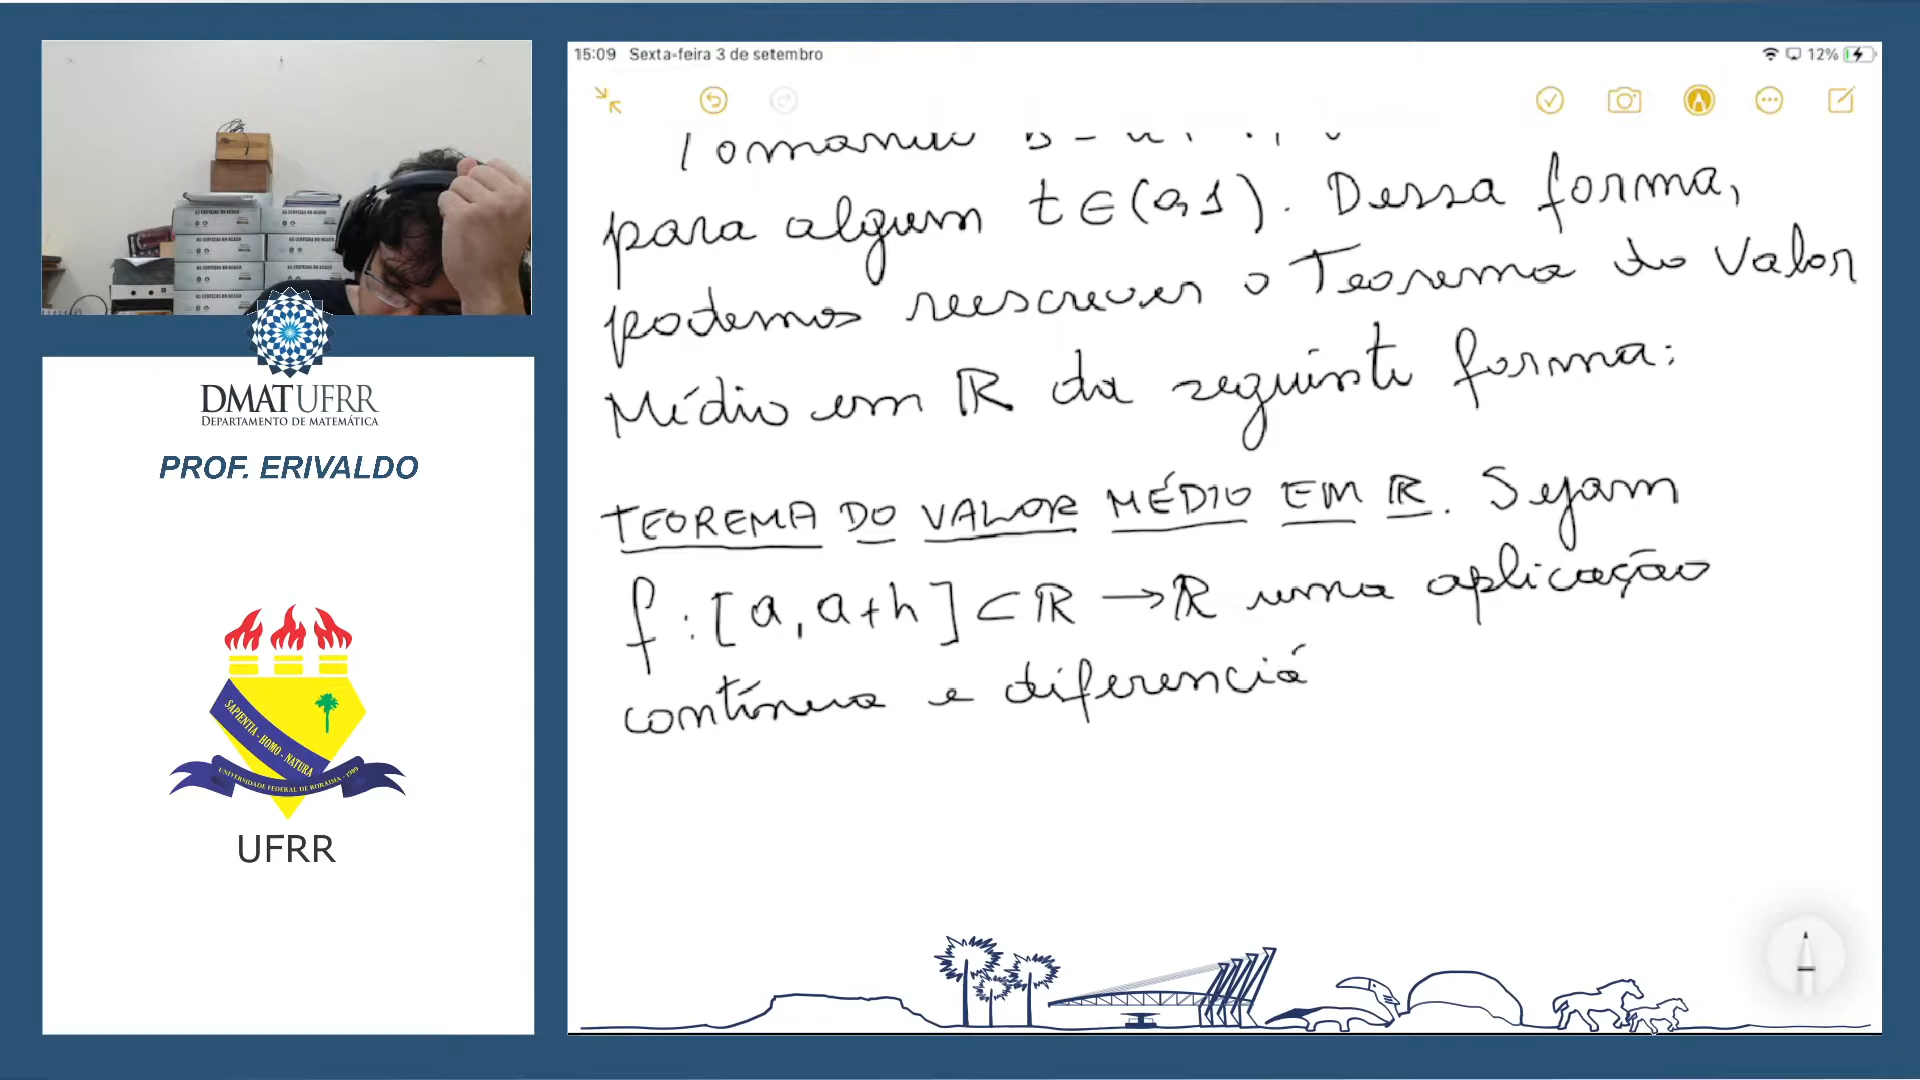 15:09 Sexta-feira 3 de setembro
12%
Tomando
para algum t ∈ (0,1). Dessa forma,
podemos reescrever o Teorema do Valor
Médio em ℝ da seguinte forma:
TEOREMA DO VALOR MÉDIO EM ℝ. Sejam
f : [a, a+h] ⊂ ℝ → ℝ uma aplicação
contínua e diferenciá
DMATUFRR
DEPARTAMENTO DE MATEMÁTICA
PROF. ERIVALDO
SAPIENTIA - HOMO - NATURA
UNIVERSIDADE FEDERAL DE RORAIMA - 1989
UFRR